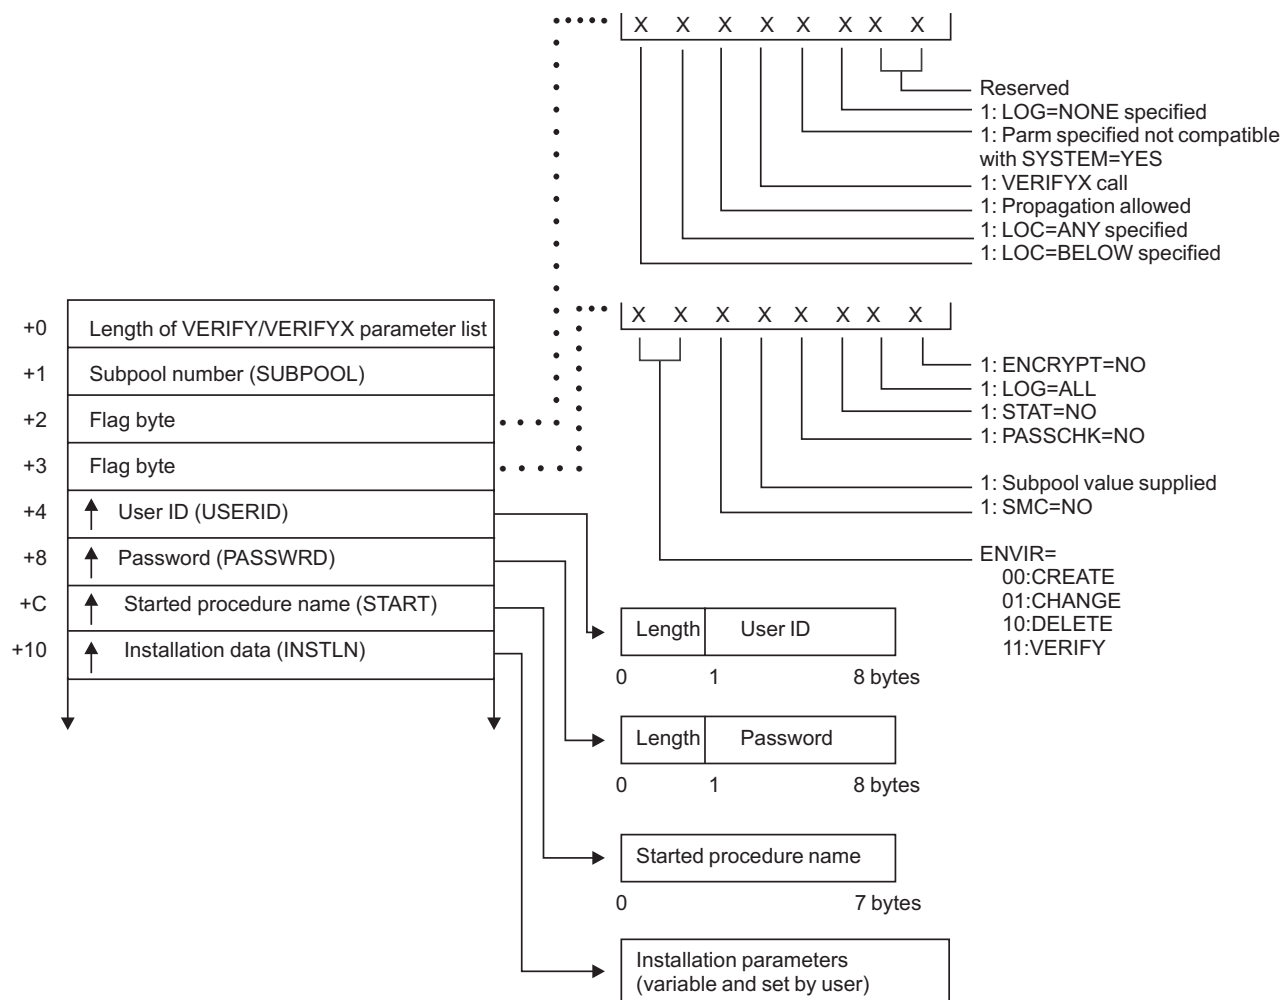 X X X X X X X X
Reserved
1: LOG=NONE specified
1: Parm specified not compatible
with SYSTEM=YES
1: VERIFYX call
1: Propagation allowed
1: LOC=ANY specified
1: LOC=BELOW specified
X X X X X X X X
1: ENCRYPT=NO
1: LOG=ALL
1: STAT=NO
1: PASSCHK=NO
1: Subpool value supplied
1: SMC=NO
ENVIR=
00:CREATE
01:CHANGE
10:DELETE
11:VERIFY
+0 Length of VERIFY/VERIFYX parameter list
+1 Subpool number (SUBPOOL)
+2 Flag byte
+3 Flag byte
+4 User ID (USERID)
+8 Password (PASSWRD)
+C Started procedure name (START)
+10 Installation data (INSTLN)
Length User ID
0 1 8 bytes
Length Password
0 1 8 bytes
Started procedure name
0 7 bytes
Installation parameters
(variable and set by user)